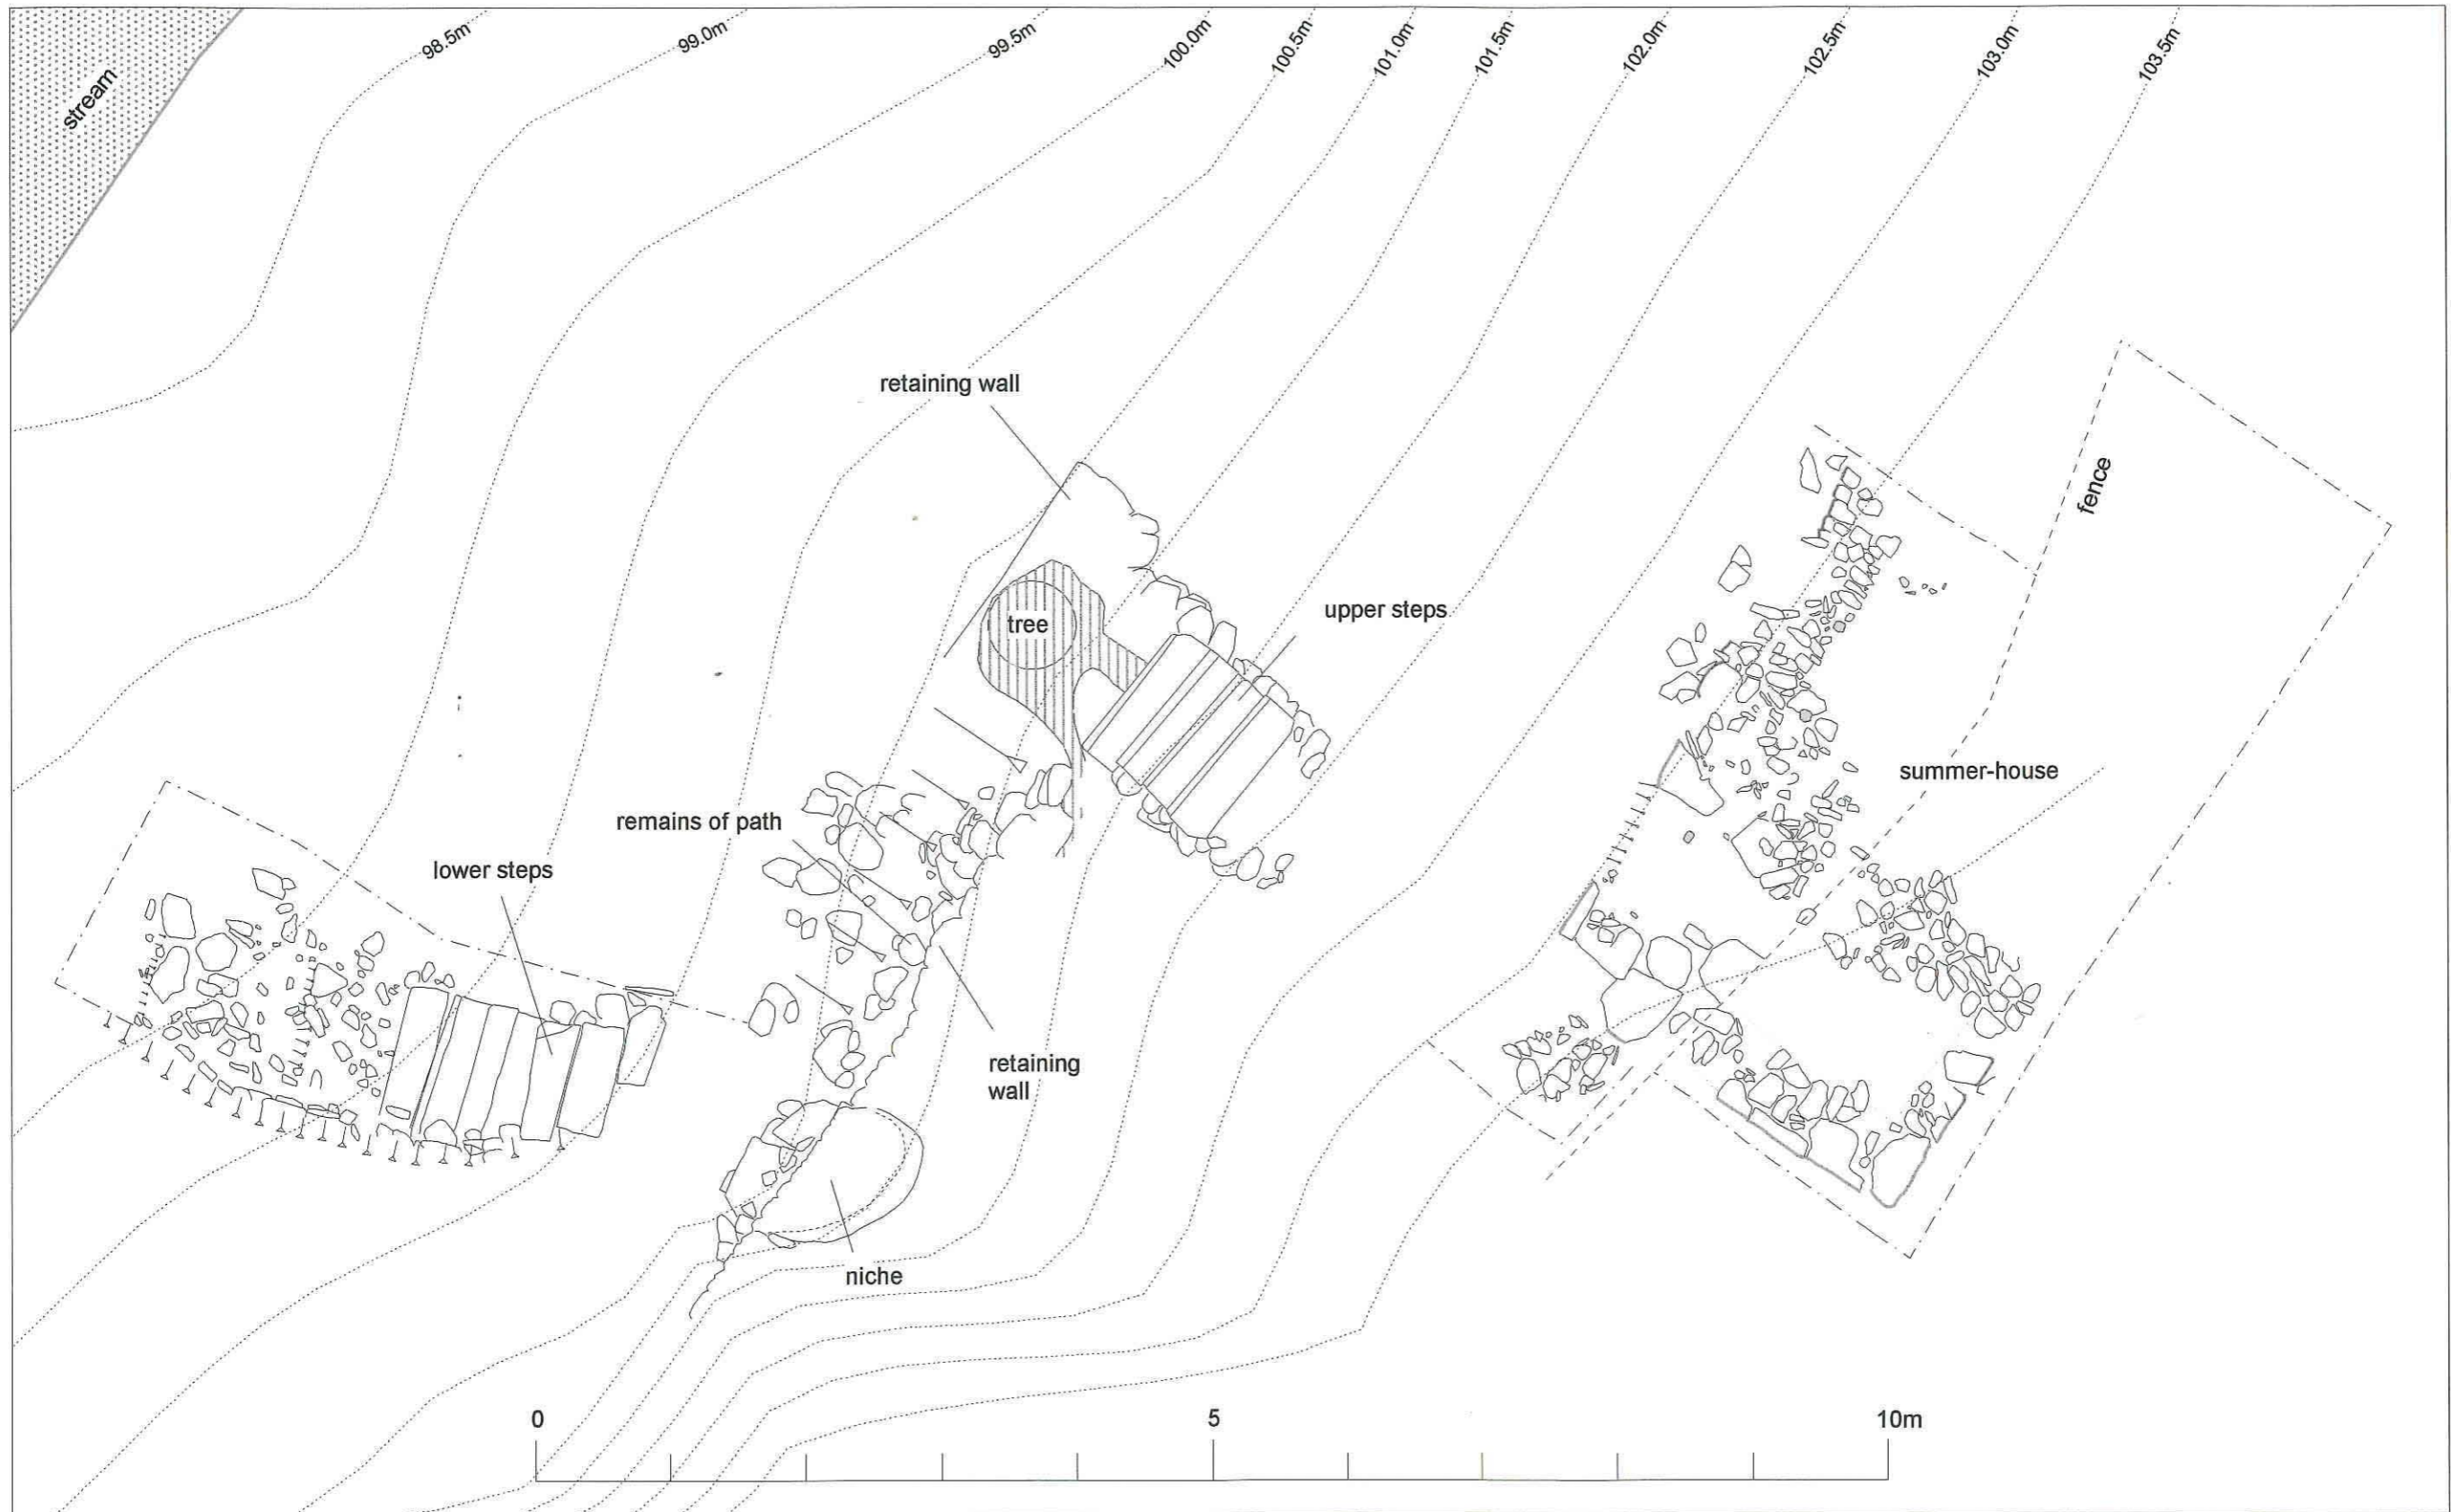 98.5m
99.0m
99.5m
100.0m
100.5m
101.0m
101.5m
102.0m
102.5m
103.0m
103.5m
stream
retaining wall
fence
tree
upper steps
summer-house
remains of path
lower steps
retaining
wall
niche
0
5
10m